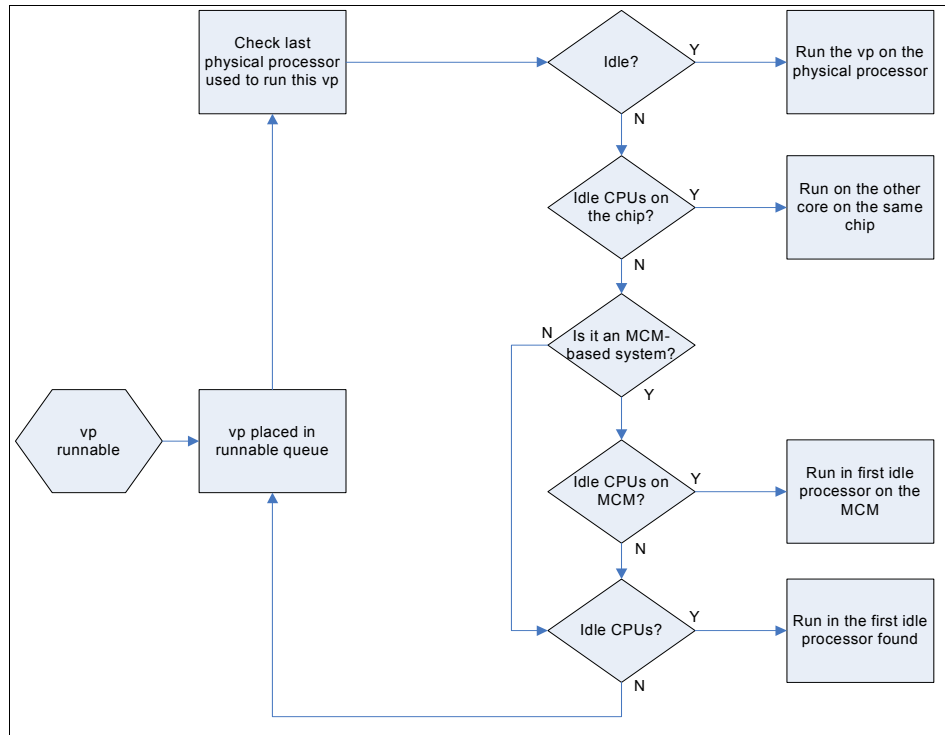 Check last
physical processor
used to run this vp
Idle?
Y
Run the vp on the
physical processor
N
Idle CPUs on
the chip?
Y
Run on the other
core on the same
chip
N
Is it an MCM-
based system?
N
Y
vp
runnable
vp placed in
runnable queue
Idle CPUs on
MCM?
Y
Run in first idle
processor on the
MCM
N
Idle CPUs?
Y
Run in the first idle
processor found
N